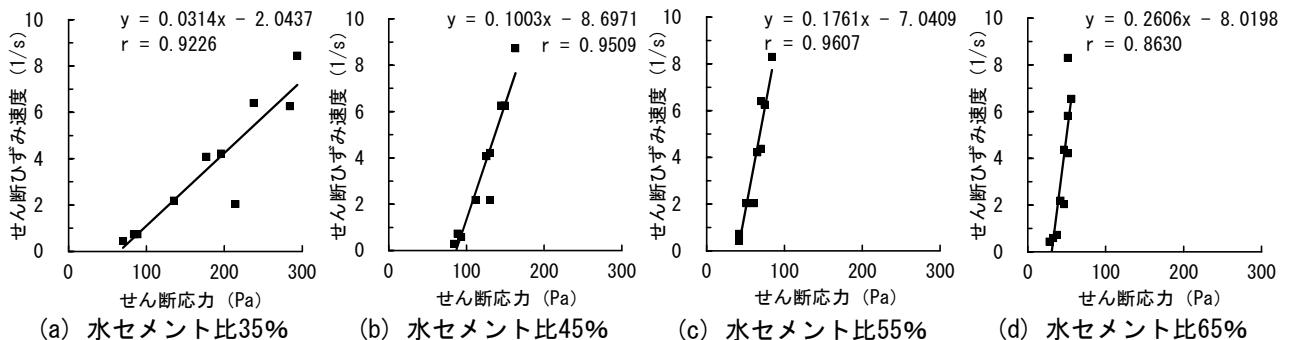 y = 0.0314x - 2.0437
r = 0.9226
せん断ひずみ速度 (1/s)
10
8
6
4
2
0
0 100 200 300
せん断応力 (Pa)
(a) 水セメント比35%
y = 0.1003x - 8.6971
r = 0.9509
せん断ひずみ速度 (1/s)
10
8
6
4
2
0
0 100 200 300
せん断応力 (Pa)
(b) 水セメント比45%
y = 0.1761x - 7.0409
r = 0.9607
せん断ひずみ速度 (1/s)
10
8
6
4
2
0
0 100 200 300
せん断応力 (Pa)
(c) 水セメント比55%
y = 0.2606x - 8.0198
r = 0.8630
せん断ひずみ速度 (1/s)
10
8
6
4
2
0
0 100 200 300
せん断応力 (Pa)
(d) 水セメント比65%